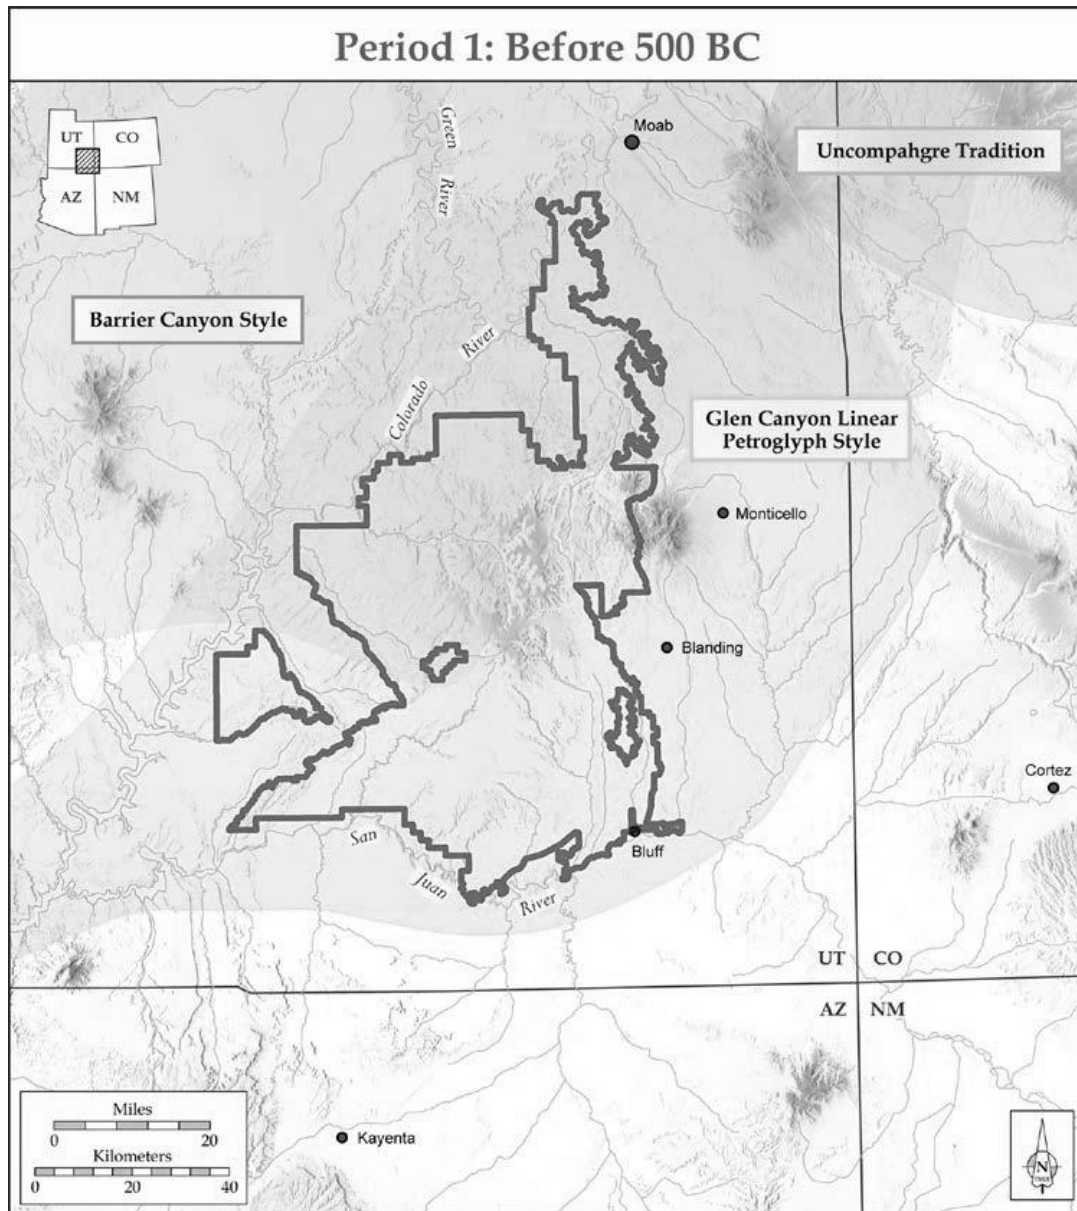 Period 1: Before 500 BC
UT
CO
AZ
NM
Green
River
Moab
Uncompahgre Tradition
Barrier Canyon Style
River
Colorado
Glen Canyon Linear
Petroglyph Style
Monticello
Blanding
Cortez
San
Juan
River
Bluff
UT
CO
AZ
NM
Miles
0
20
Kilometers
0
20
40
Kayenta
N